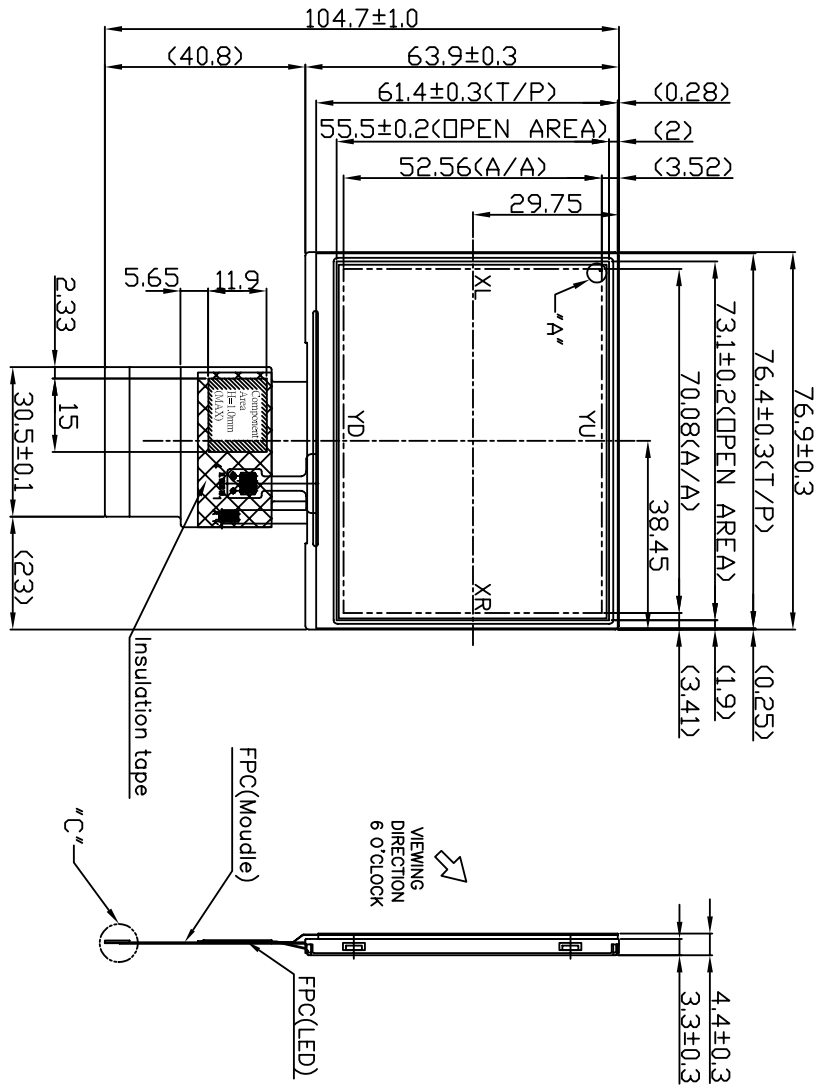 104.7±1.0
(40.8)
63.9±0.3
61.4±0.3(T/P)
(0.28)
55.5±0.2(OPEN AREA)
(2)
52.56(A/A)
(3.52)
29.75
5.65
11.9
2.33
15
30.5±0.1
(23)
XL
"A"
YD
YU
XR
Component
Area
H=1.0mm
(MAX)
38.45
70.08(A/A)
73.1±0.2(OPEN AREA)
76.4±0.3(T/P)
76.9±0.3
(3.41)
(1.9)
(0.25)
Insulation tape
FPC(Moudle)
"C"
VIEWING
DIRECTION
6 O'CLOCK
FPC(LED)
3.3±0.3
4.4±0.3